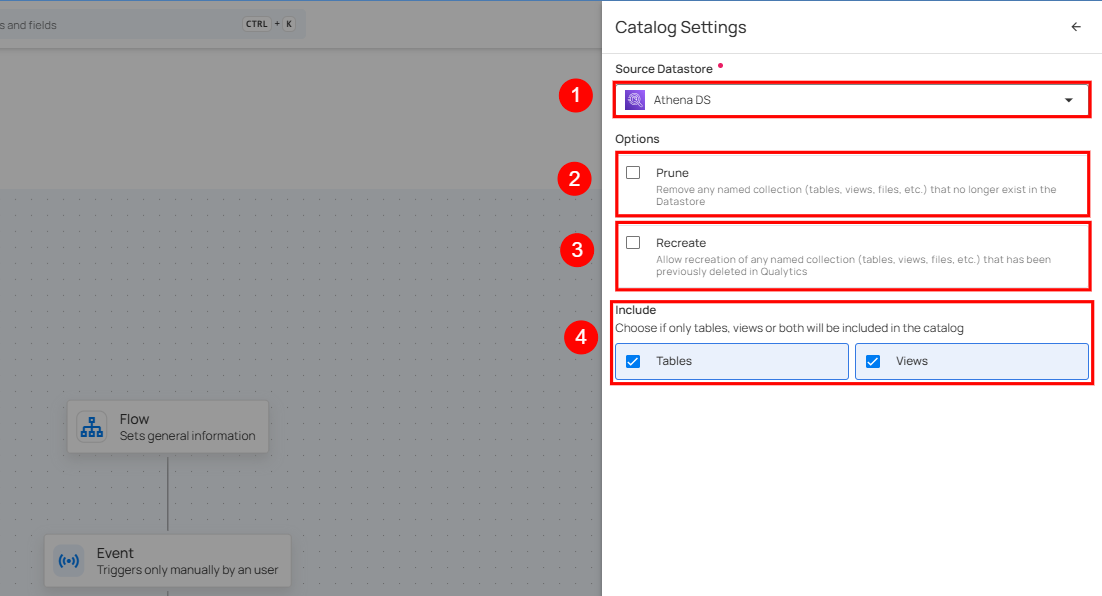 s and fields
CTRL + K
Catalog Settings
Source Datastore
1
Athena DS
Options
2
Prune
Remove any named collection (tables, views, files, etc.) that no longer exist in the
Datastore
3
Recreate
Allow recreation of any named collection (tables, views, files, etc.) that has been
previously deleted in Qualytics
4
Include
Choose if only tables, views or both will be included in the catalog
Tables
Views
Flow
Sets general information
Event
Triggers only manually by an user